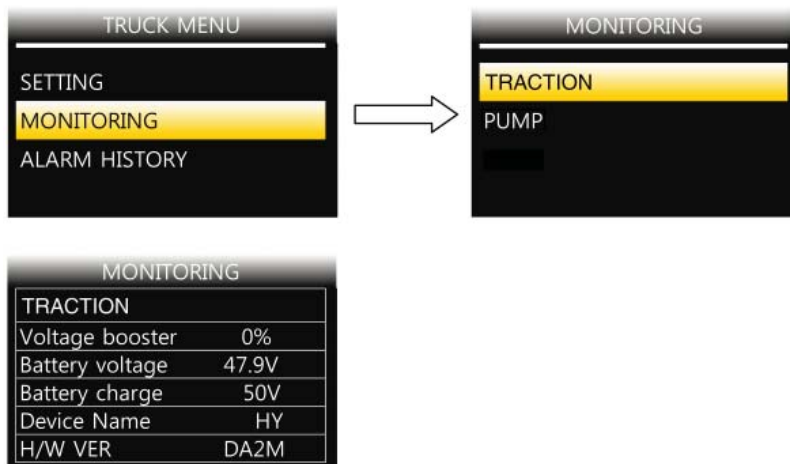 TRUCK MENU
SETTING
MONITORING
ALARM HISTORY
MONITORING
TRACTION
PUMP
MONITORING
TRACTION
Voltage booster 0%
Battery voltage 47.9V
Battery charge 50V
Device Name HY
H/W VER DA2M